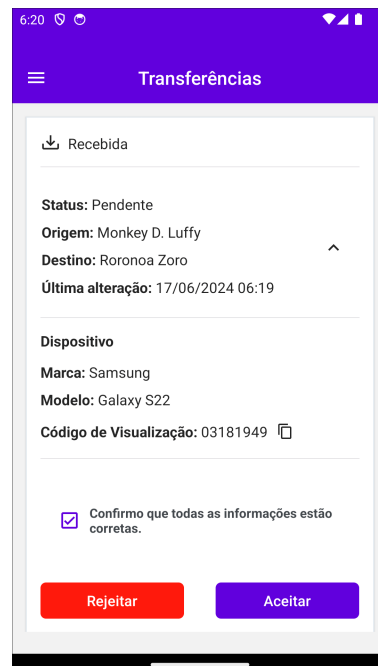 6:20
Transferências
Recebida
Status: Pendente
Origem: Monkey D. Luffy
Destino: Roronoa Zoro
Última alteração: 17/06/2024 06:19
Dispositivo
Marca: Samsung
Modelo: Galaxy S22
Código de Visualização: 03181949
Confirmo que todas as informações estão
corretas.
Rejeitar Aceitar